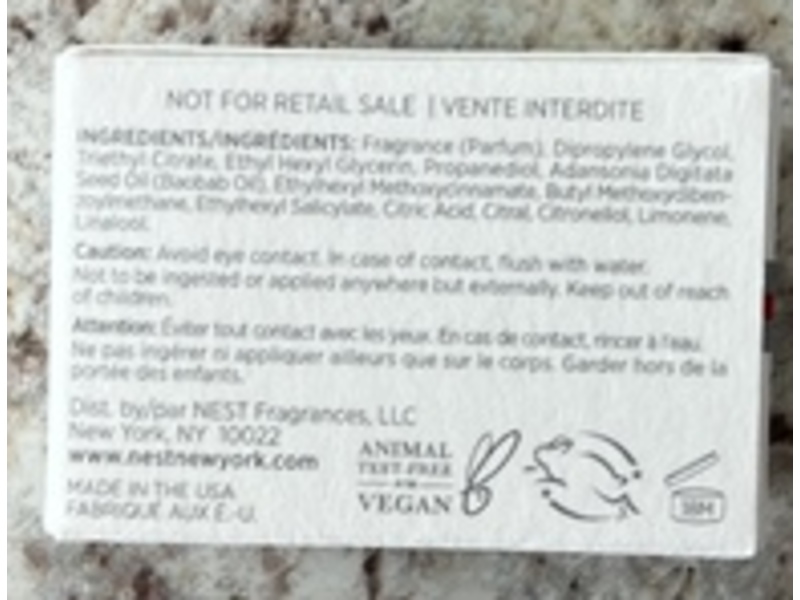 NOT FOR RETAIL SALE | VENTE INTERDITE
INGREDIENTS/INGRÉDIENTS: Fragrance (Parfum), Dipropylene Glycol,
Triethyl Citrate, Ethyl Hexyl Glycerin, Propanediol, Adansonia Digitata
Seed Oil (Baobab Oil), Ethylhexyl Methoxycinnamate, Butyl Methoxydiben-
zoylmethane, Ethylhexyl Salicylate, Citric Acid, Citral, Citronellol, Limonene,
Linalool.
Caution: Avoid eye contact. In case of contact, flush with water.
Not to be ingested or applied anywhere but externally. Keep out of reach
of children.
Attention: Éviter tout contact avec les yeux. En cas de contact, rincer à l'eau.
Ne pas ingérer ni appliquer ailleurs que sur le corps. Garder hors de la
portée des enfants.
Dist. by/par NEST Fragrances, LLC
New York, NY 10022
www.nestnewyork.com
MADE IN THE USA
FABRIQUÉ AUX É.-U.
ANIMAL
TEST-FREE
VEGAN